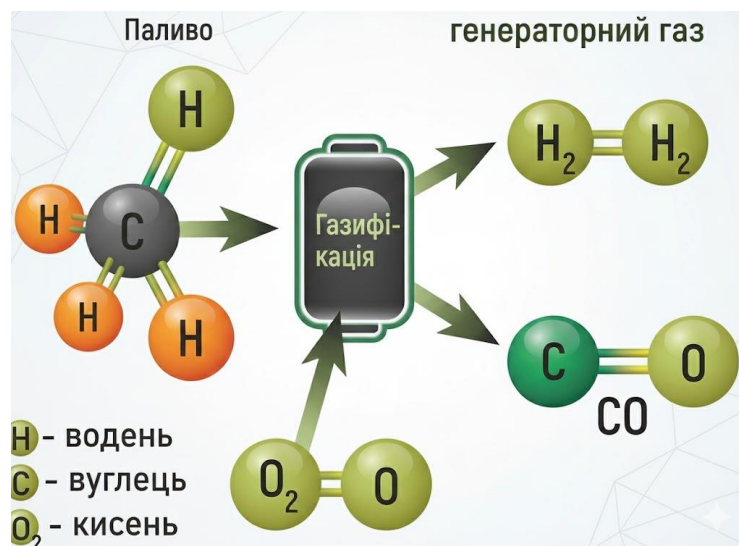 Паливо
генераторний газ
H
H
C
H
H
Газифі-
кація
H₂ H₂
C O
CO
O₂ O
H - водень
C - вуглець
O₂ - кисень